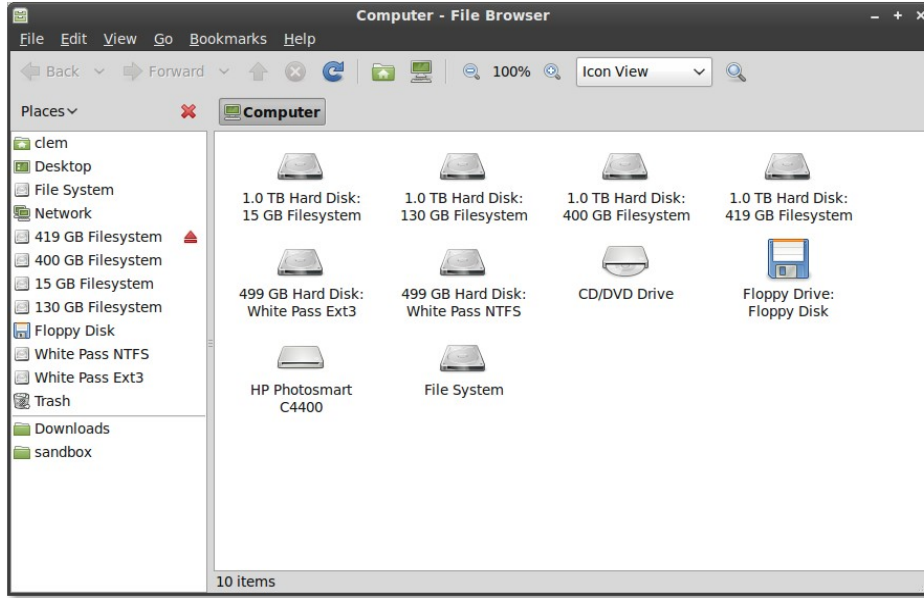 Computer - File Browser
File Edit View Go Bookmarks Help
Back Forward 100% Icon View
Places Computer
clem
Desktop
File System
Network
419 GB Filesystem
400 GB Filesystem
15 GB Filesystem
130 GB Filesystem
Floppy Disk
White Pass NTFS
White Pass Ext3
Trash
Downloads
sandbox
1.0 TB Hard Disk:
15 GB Filesystem
1.0 TB Hard Disk:
130 GB Filesystem
1.0 TB Hard Disk:
400 GB Filesystem
1.0 TB Hard Disk:
419 GB Filesystem
499 GB Hard Disk:
White Pass Ext3
499 GB Hard Disk:
White Pass NTFS
CD/DVD Drive
Floppy Drive:
Floppy Disk
HP Photosmart
C4400
File System
10 items